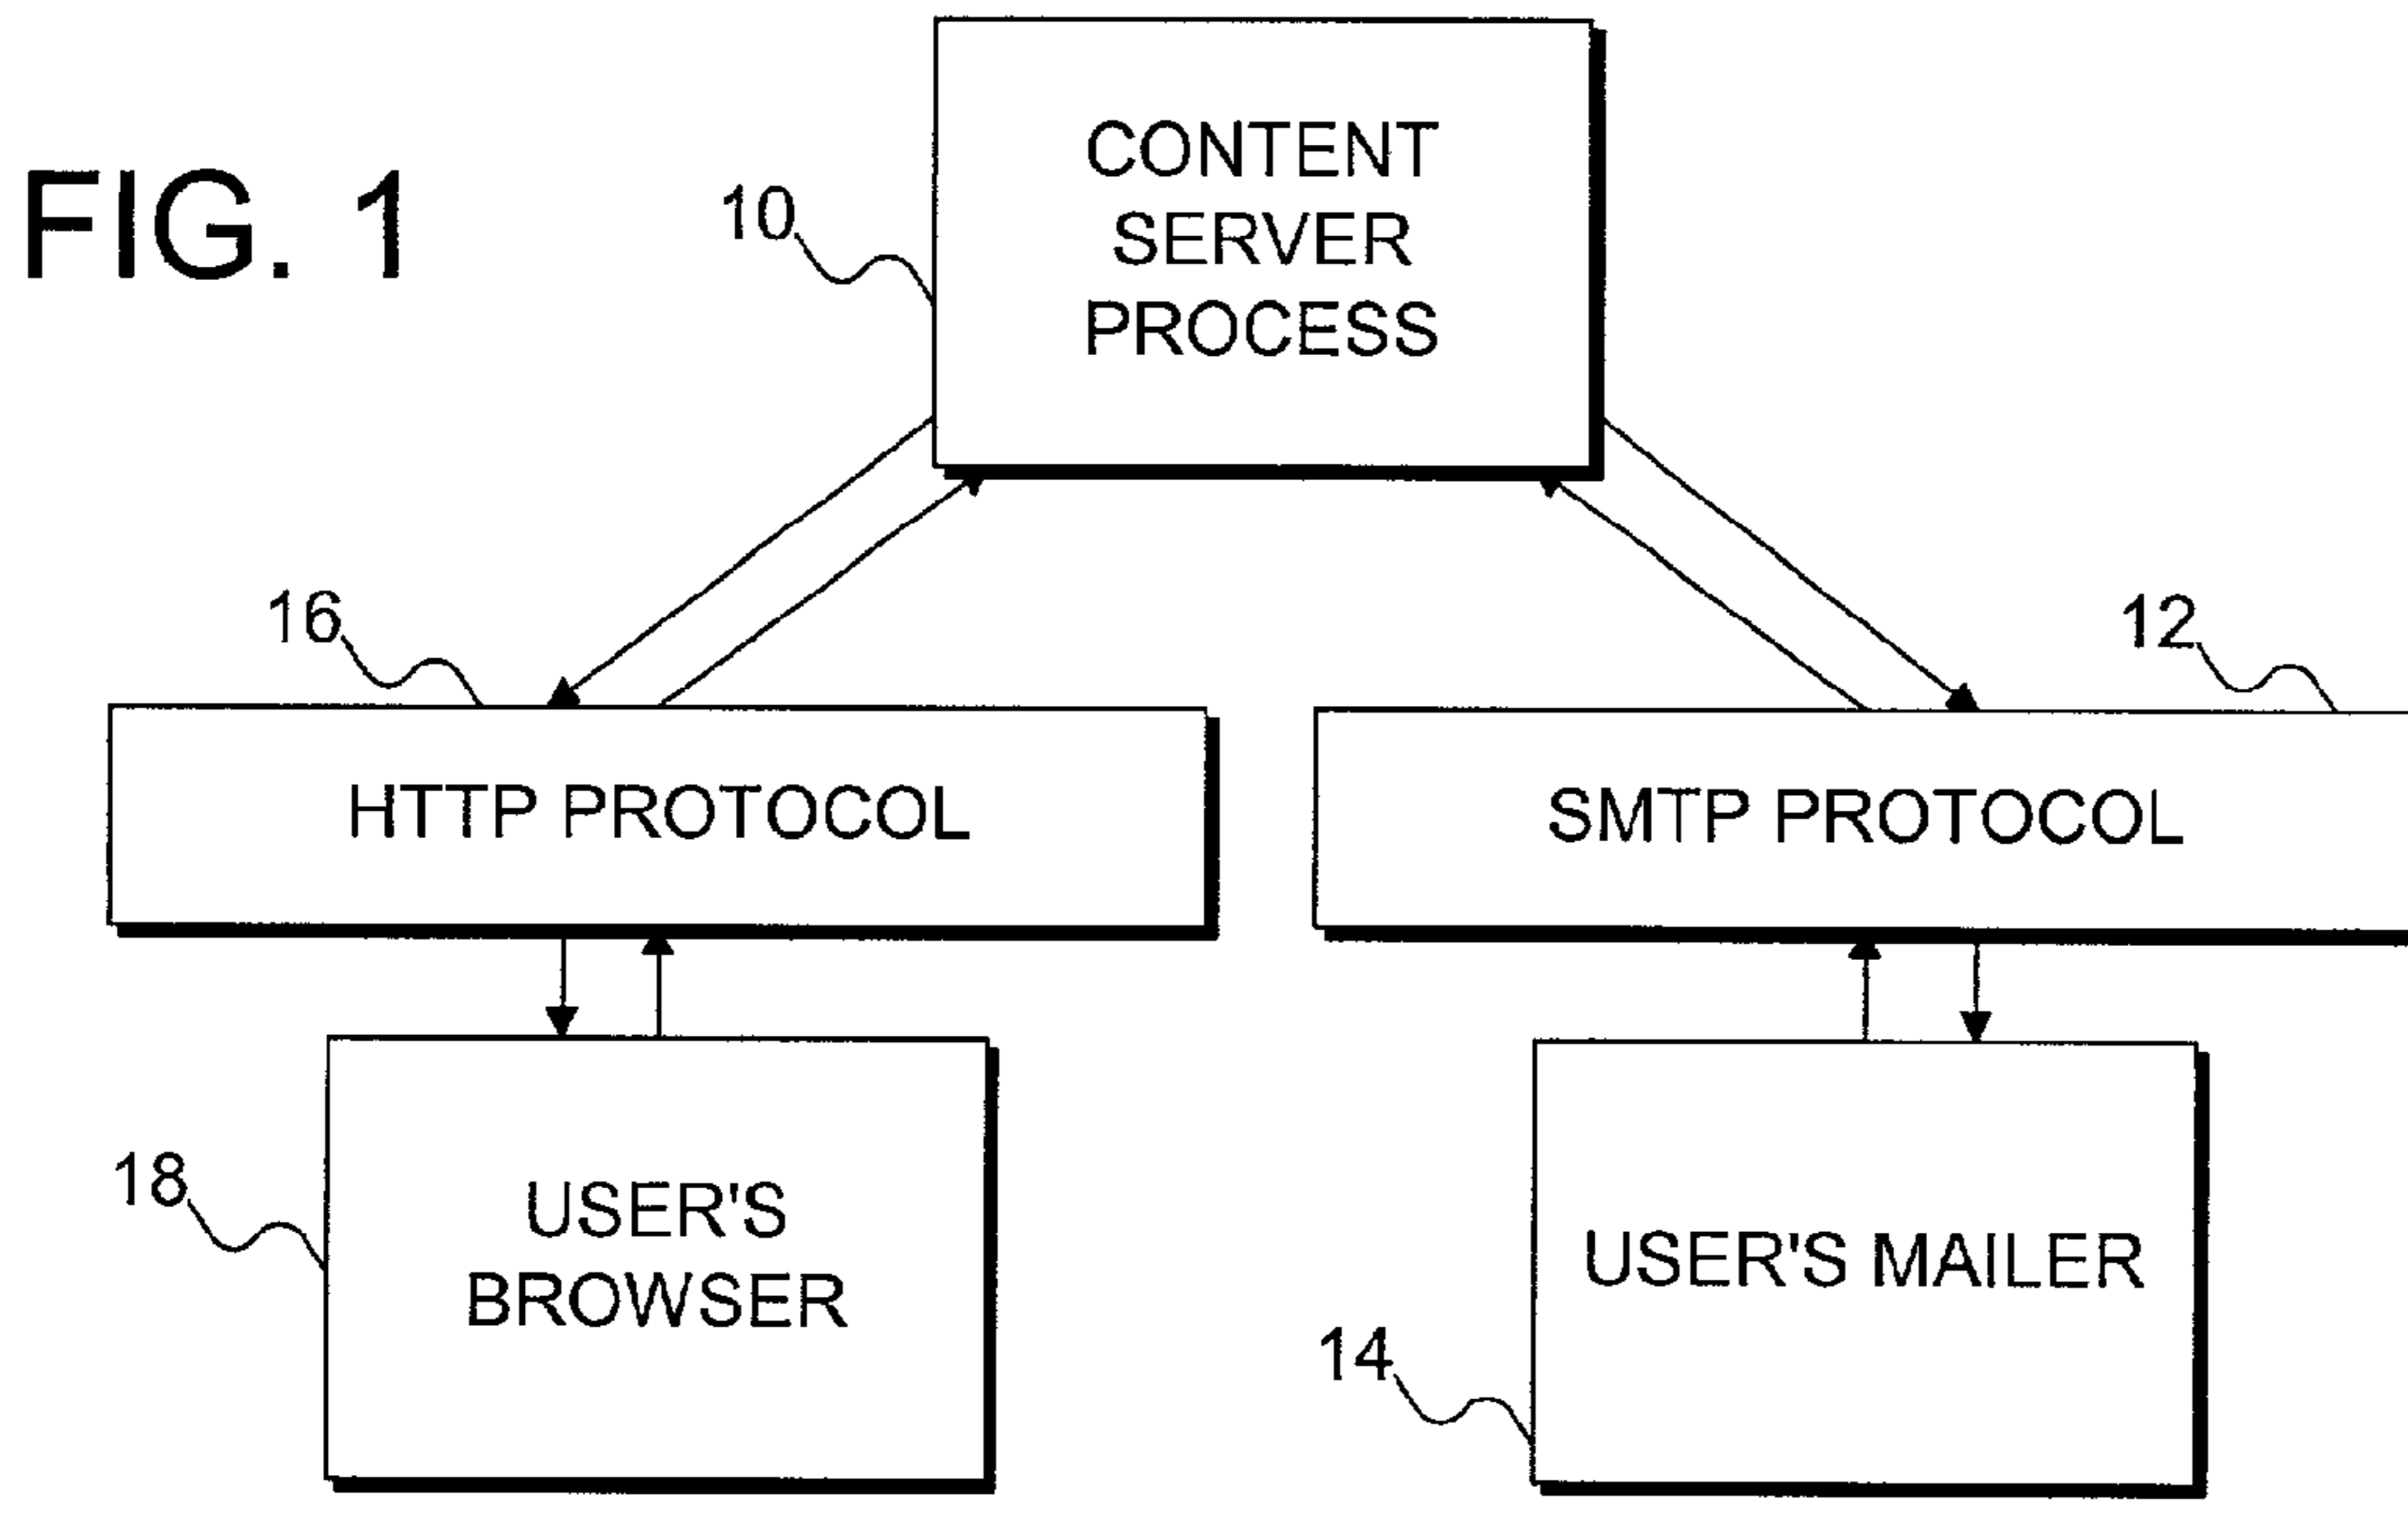 FIG. 1
10
CONTENT
SERVER
PROCESS
16
12
HTTP PROTOCOL
SMTP PROTOCOL
18
USER'S
BROWSER
USER'S MAILER
14